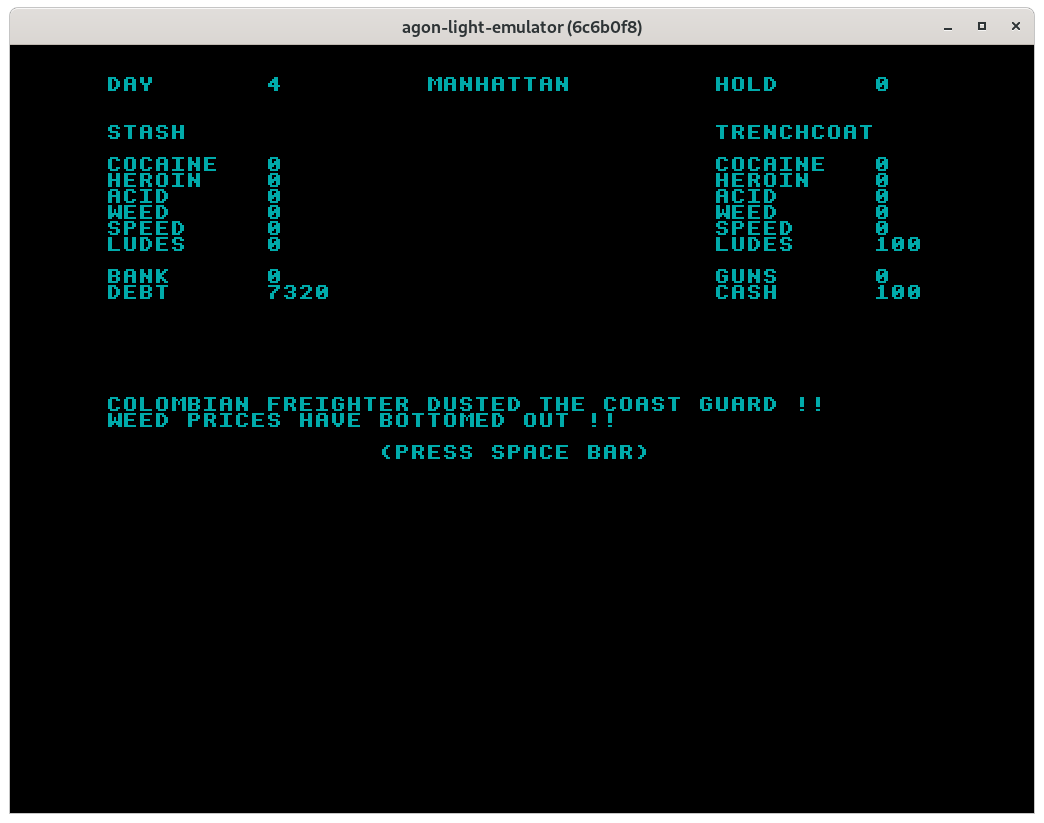 agon-light-emulator (6c6b0f8)
DAY 4 MANHATTAN HOLD 0
STASH TRENCHCOAT
COCAINE 0 COCAINE 0
HEROIN 0 HEROIN 0
ACID 0 ACID 0
WEED 0 WEED 0
SPEED 0 SPEED 0
LUDES 0 LUDES 100
BANK 0 GUNS 0
DEBT 7320 CASH 100
COLOMBIAN FREIGHTER DUSTED THE COAST GUARD !!
WEED PRICES HAVE BOTTOMED OUT !!
(PRESS SPACE BAR)